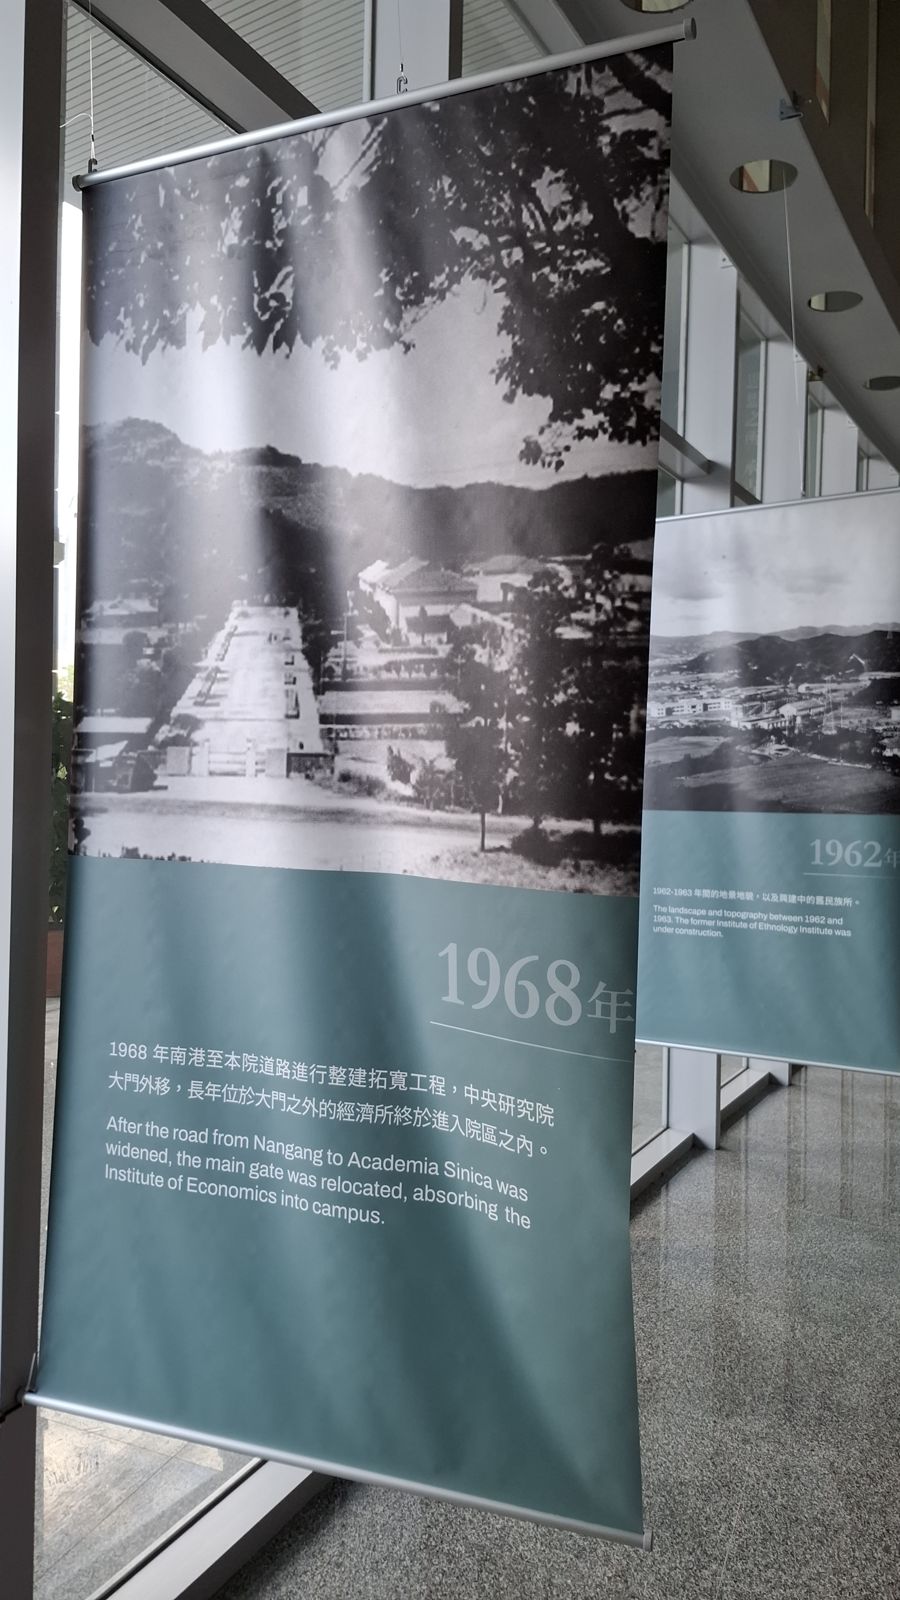 1968年
1968 年南港至本院道路進行整建拓寬工程，中央研究院
大門外移，長年位於大門之外的經濟所終於進入院區之內。
After the road from Nangang to Academia Sinica was
widened, the main gate was relocated, absorbing the
Institute of Economics into campus.
1962年
1962-1963 年間的地景地貌，以及興建中的舊民族所。
The landscape and topography between 1962 and
1963. The former Institute of Ethnology Institute was
under construction.